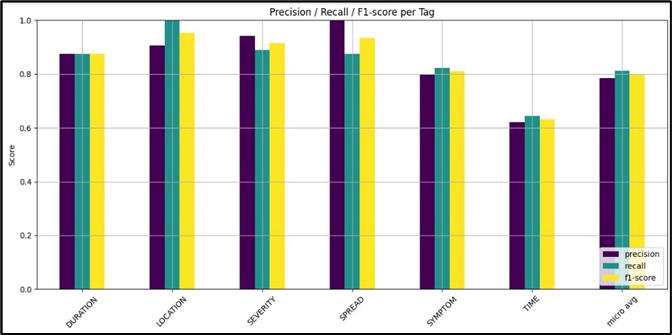 Precision / Recall / F1-score per Tag
1.0
0.8
0.6
0.4
0.2
0.0
Score
DURATION
LOCATION
SEVERITY
SPREAD
SYMPTOM
TIME
micro avg
precision
recall
f1-score